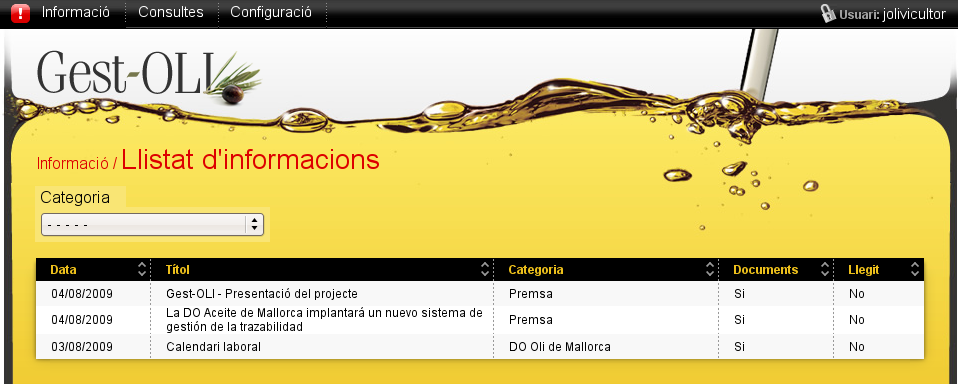 Informació Consultes Configuració Usuari: jolivicultor
Gest-OLI
Informació / Llistat d'informacions
Categoria
- - - - -
Data Títol Categoria Documents Llegit
04/08/2009 Gest-OLI - Presentació del projecte Premsa Si No
04/08/2009 La DO Aceite de Mallorca implantará un nuevo sistema de gestión de la trazabilidad Premsa Si No
03/08/2009 Calendari laboral DO Oli de Mallorca Si No